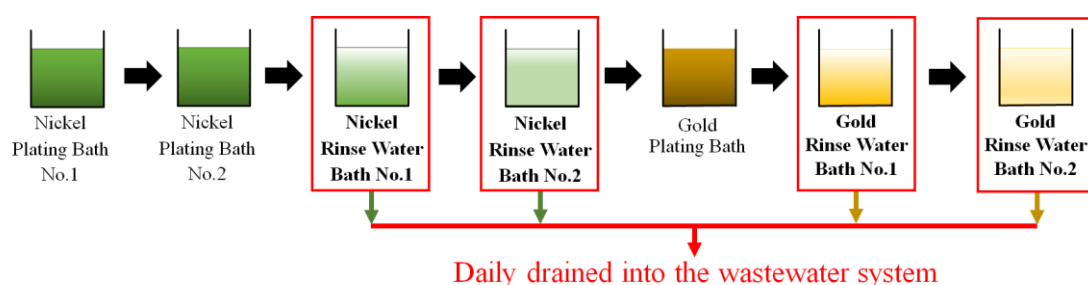 Nickel
Plating Bath
No.1
Nickel
Plating Bath
No.2
Nickel
Rinse Water
Bath No.1
Nickel
Rinse Water
Bath No.2
Gold
Plating Bath
Gold
Rinse Water
Bath No.1
Gold
Rinse Water
Bath No.2
Daily drained into the wastewater system